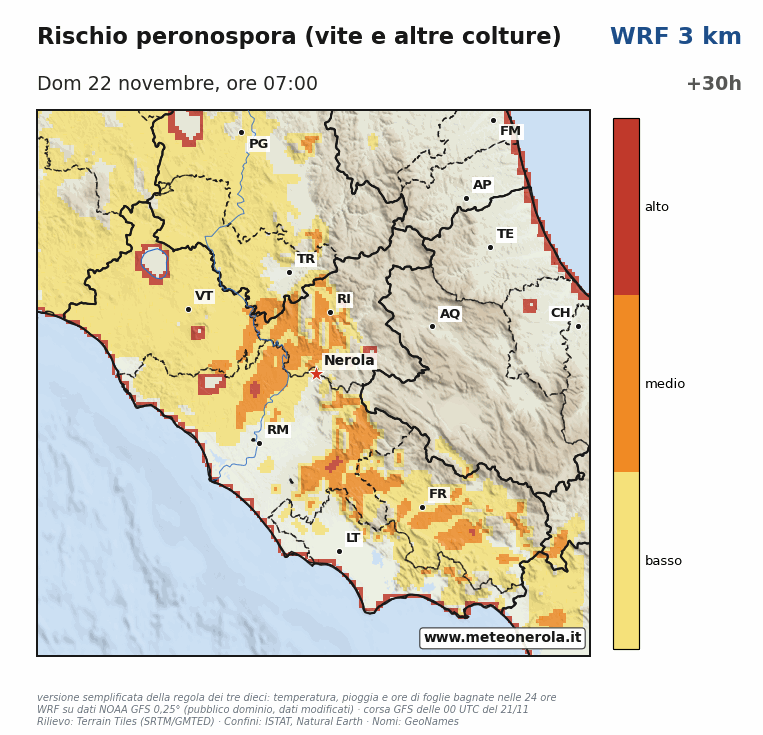 Rischio peronospora (vite e altre colture)
WRF 3 km
Dom 22 novembre, ore 07:00
+30h
PG
FM
AP
TE
TR
VT
RI
AQ
CH
Nerola
RM
FR
LT
www.meteonerola.it
alto
medio
basso
versione semplificata della regola dei tre dieci: temperatura, pioggia e ore di foglie bagnate nelle 24 ore
WRF su dati NOAA GFS 0,25° (pubblico dominio, dati modificati) · corsa GFS delle 00 UTC del 21/11
Rilievo: Terrain Tiles (SRTM/GMTED) · Confini: ISTAT, Natural Earth · Nomi: GeoNames